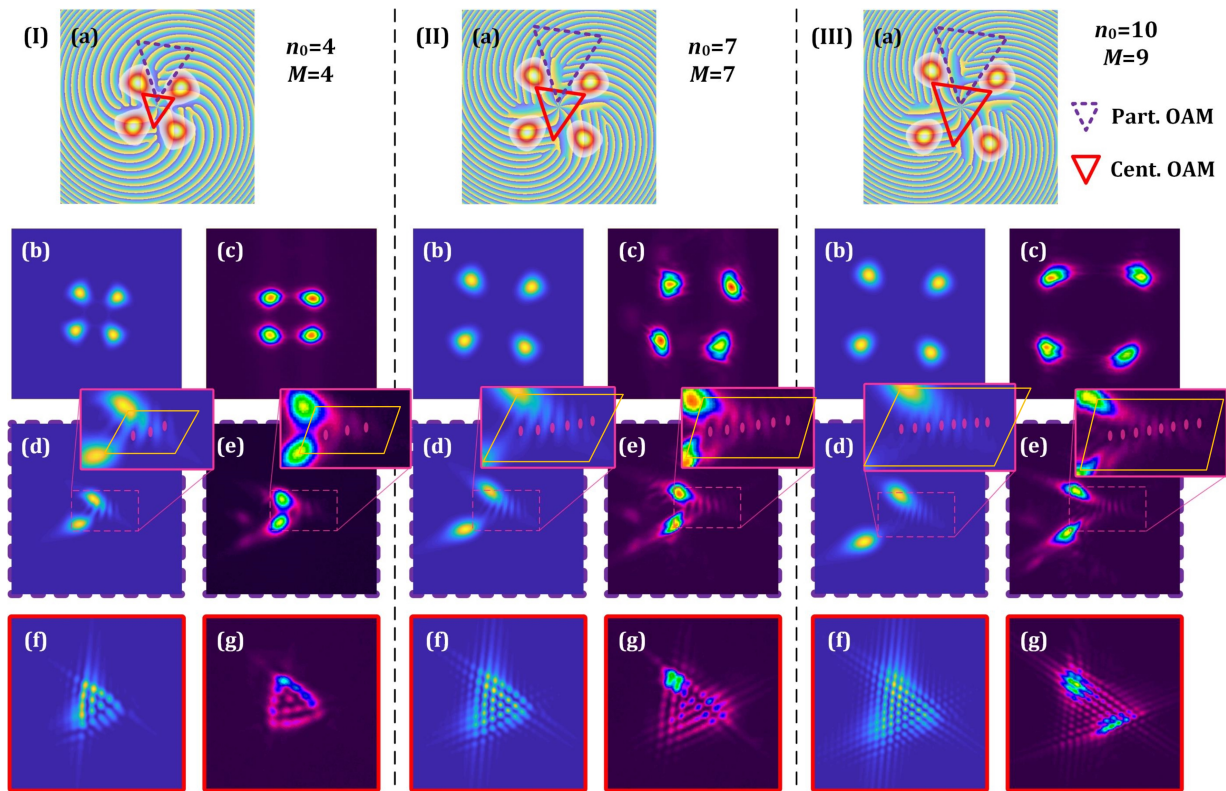 (I) (a) n₀=4
M=4
(II) (a) n₀=7
M=7
(III) (a) n₀=10
M=9
Part. OAM
Cent. OAM
(b) (c) (b) (c) (b) (c)
(d) (e) (d) (e) (d) (e)
(f) (g) (f) (g) (f) (g)